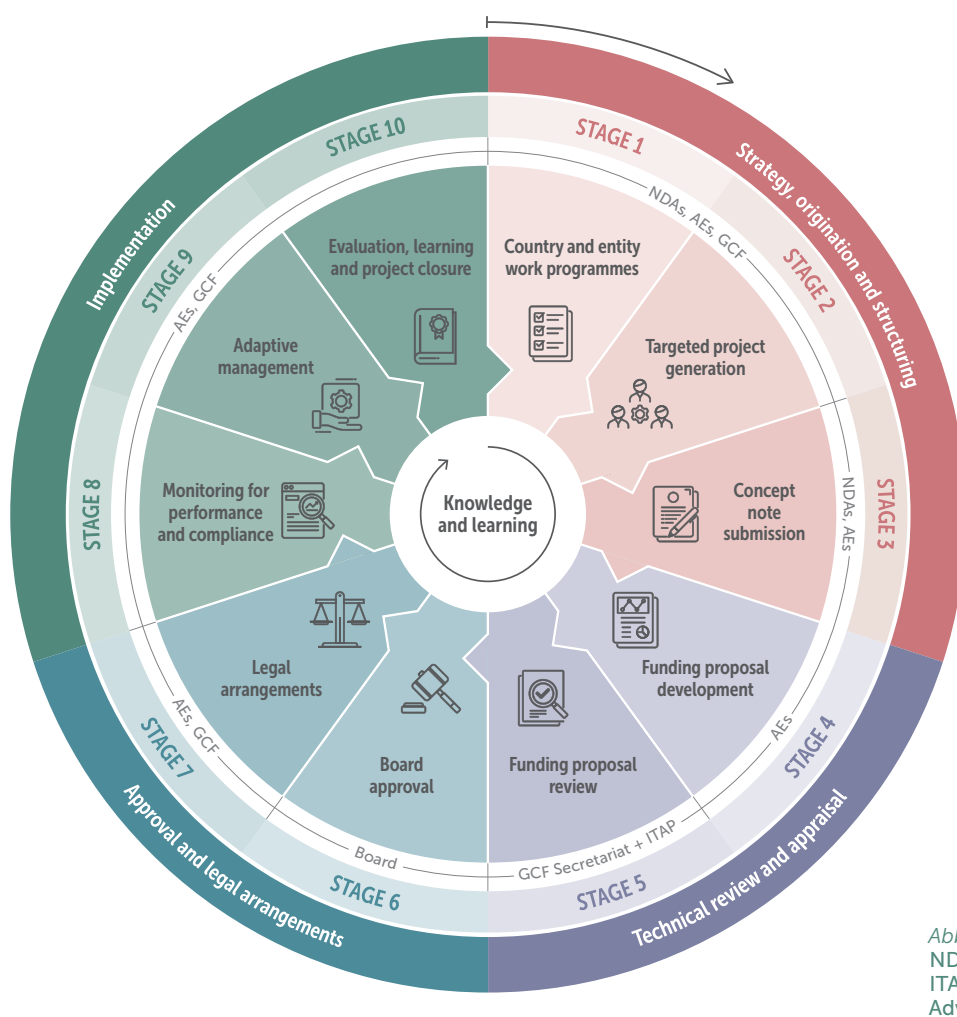 Strategy, origination and structuring
STAGE 1
NDAs, AEs, GCF
Country and entity
work programmes
STAGE 2
Targeted project
generation
STAGE 3
NDAs, AEs
Concept
note
submission
Technical review and appraisal
STAGE 4
AEs
Funding proposal
development
STAGE 5
GCF Secretariat + ITAP
Funding proposal
review
Approval and legal arrangements
STAGE 6
Board
Board
approval
STAGE 7
AEs, GCF
Legal
arrangements
Implementation
STAGE 8
Monitoring for
performance
and compliance
STAGE 9
AEs, GCF
Adaptive
management
STAGE 10
Evaluation, learning
and project closure
Knowledge
and learning